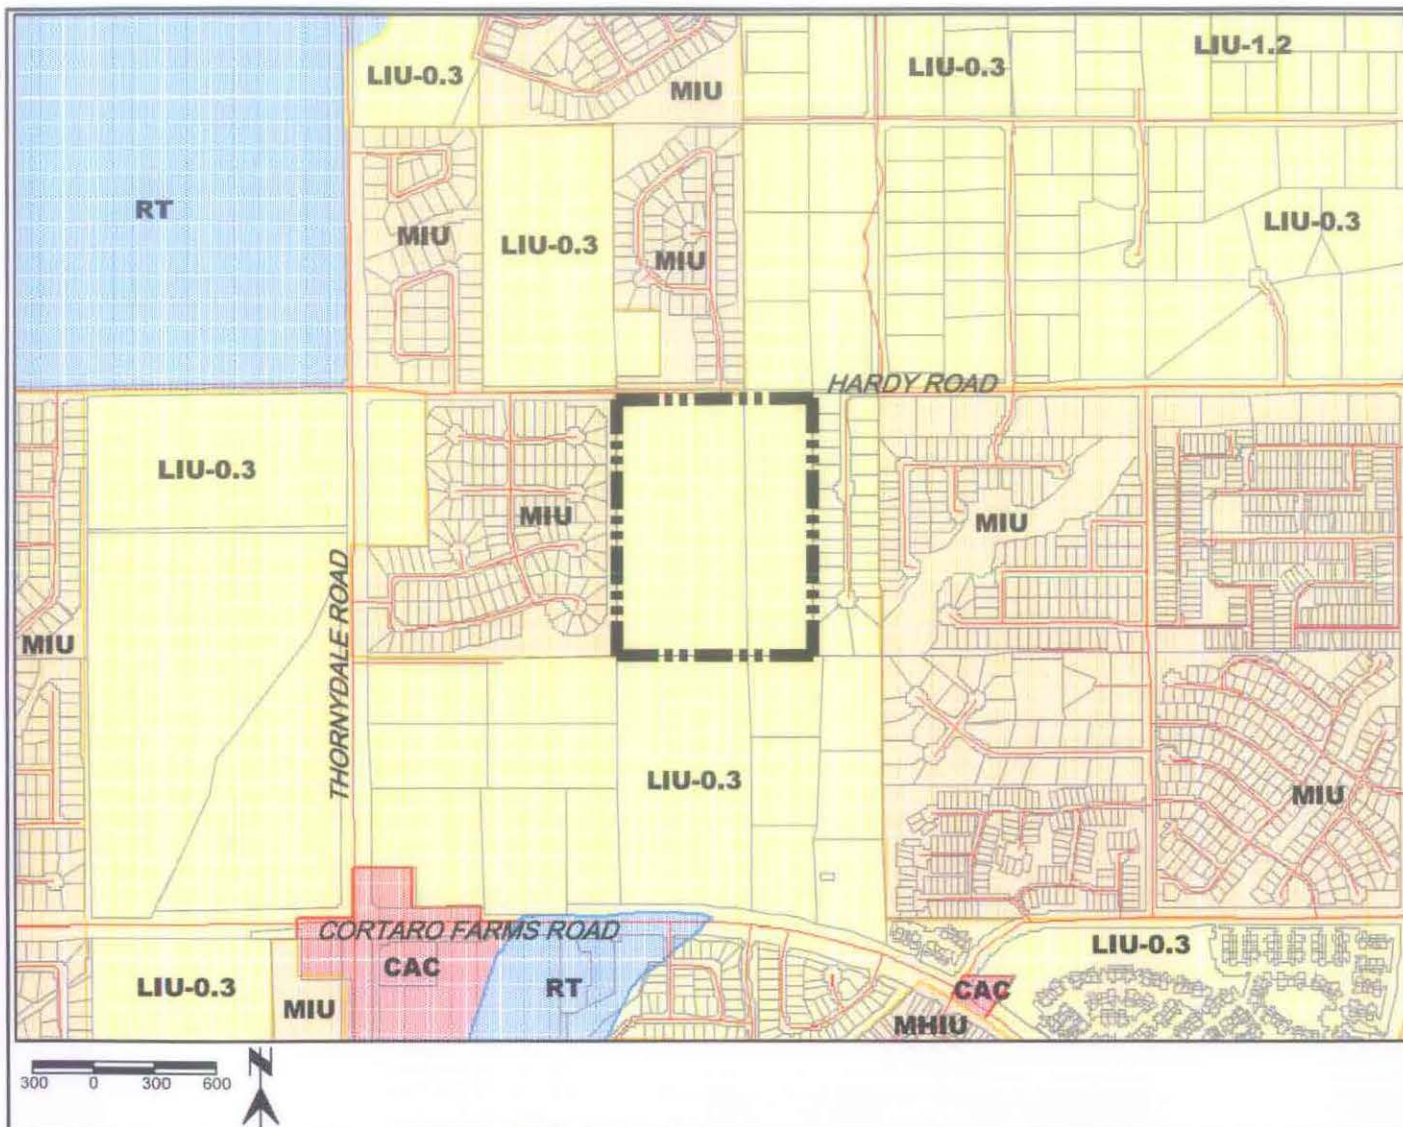 LIU-1.2
LIU-0.3
LIU-0.3
MIU
RT
LIU-0.3
MIU
LIU-0.3
MIU
HARDY ROAD
LIU-0.3
MIU
MIU
THORNYDALE ROAD
MIU
LIU-0.3
MIU
CORTARO FARMS ROAD
LIU-0.3
CAC
LIU-0.3
RT
CAC
MIU
MHIU
300 0 300 600
N